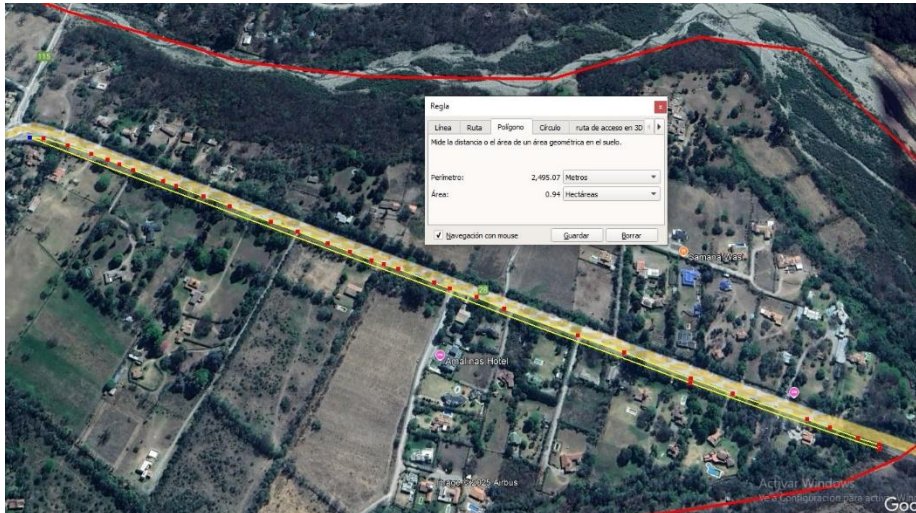 Regla
Línea Ruta Polígono Círculo ruta de acceso en 3D
Mide la distancia o el área de un área geométrica en el suelo.
Perímetro: 2,495.07 Metros
Área: 0.94 Hectáreas
Navegación con mouse Guardar Borrar
Samana Wasi
Amalinas Hotel
Image © 2025 Airbus
Activar Windows
Ve a Configuración para activar Win
Goo